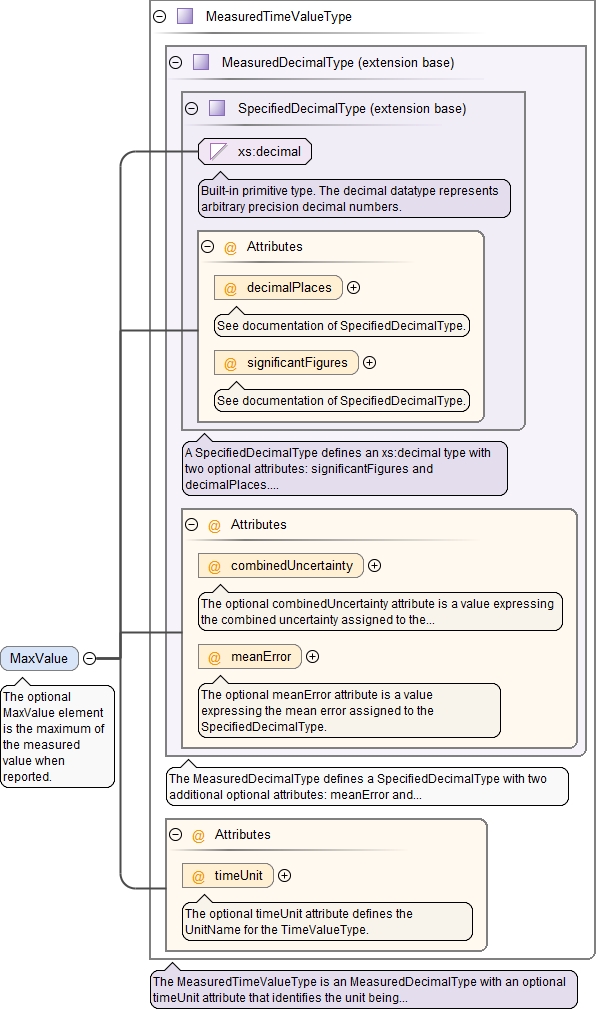 MeasuredTimeValueType
MeasuredDecimalType (extension base)
SpecifiedDecimalType (extension base)
xs:decimal
Built-in primitive type. The decimal datatype represents
arbitrary precision decimal numbers.
@ Attributes
@ decimalPlaces
See documentation of SpecifiedDecimalType.
@ significantFigures
See documentation of SpecifiedDecimalType.
A SpecifiedDecimalType defines an xs:decimal type with
two optional attributes: significantFigures and
decimalPlaces....
@ Attributes
@ combinedUncertainty
The optional combinedUncertainty attribute is a value expressing
the combined uncertainty assigned to the...
@ meanError
The optional meanError attribute is a value
expressing the mean error assigned to the
SpecifiedDecimalType.
MaxValue
The optional
MaxValue element
is the maximum of
the measured
value when
reported.
The MeasuredDecimalType defines a SpecifiedDecimalType with two
additional optional attributes: meanError and...
@ Attributes
@ timeUnit
The optional timeUnit attribute defines the
UnitName for the TimeValueType.
The MeasuredTimeValueType is an MeasuredDecimalType with an optional
timeUnit attribute that identifies the unit being...